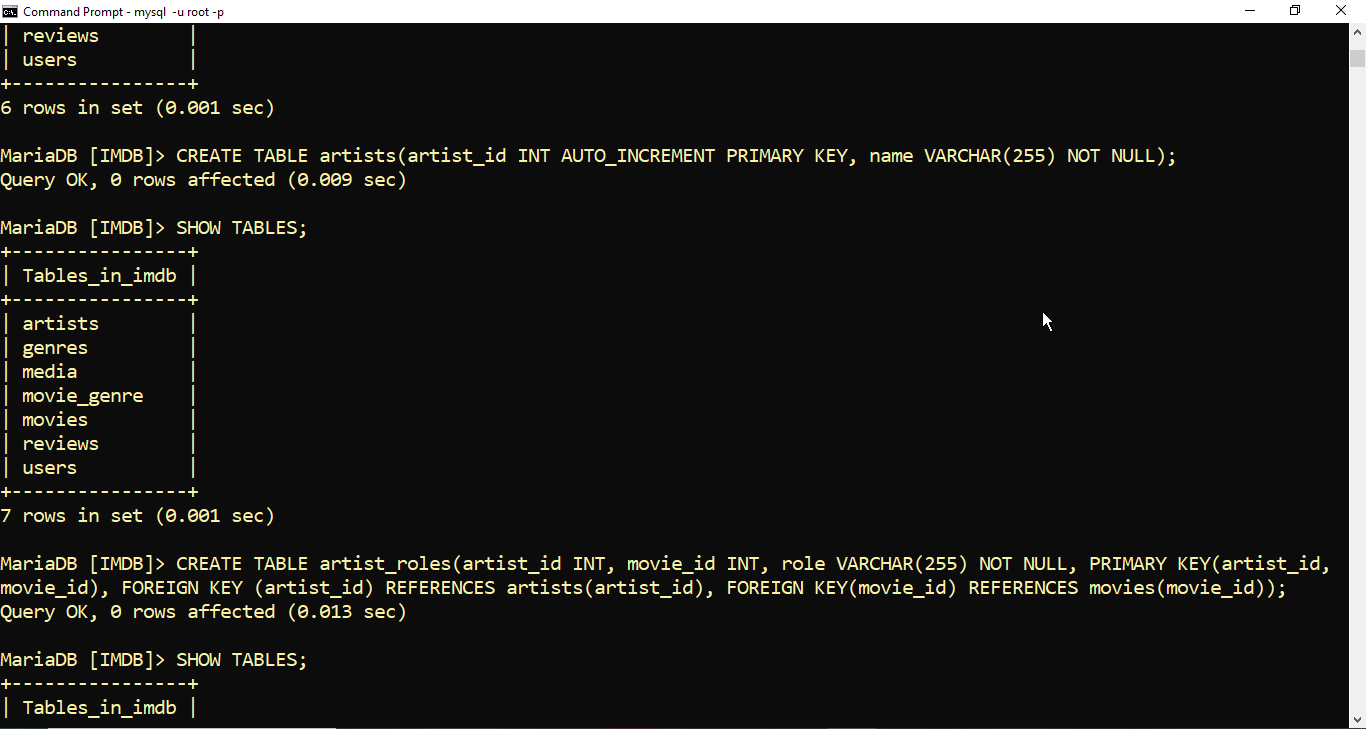 Command Prompt - mysql -u root -p
| reviews        |
| users          |
+----------------+
6 rows in set (0.001 sec)
MariaDB [IMDB]> CREATE TABLE artists(artist_id INT AUTO_INCREMENT PRIMARY KEY, name VARCHAR(255) NOT NULL);
Query OK, 0 rows affected (0.009 sec)
MariaDB [IMDB]> SHOW TABLES;
+----------------+
| Tables_in_imdb |
+----------------+
| artists        |
| genres         |
| media          |
| movie_genre    |
| movies         |
| reviews        |
| users          |
+----------------+
7 rows in set (0.001 sec)
MariaDB [IMDB]> CREATE TABLE artist_roles(artist_id INT, movie_id INT, role VARCHAR(255) NOT NULL, PRIMARY KEY(artist_id,
movie_id), FOREIGN KEY (artist_id) REFERENCES artists(artist_id), FOREIGN KEY(movie_id) REFERENCES movies(movie_id));
Query OK, 0 rows affected (0.013 sec)
MariaDB [IMDB]> SHOW TABLES;
+----------------+
| Tables_in_imdb |